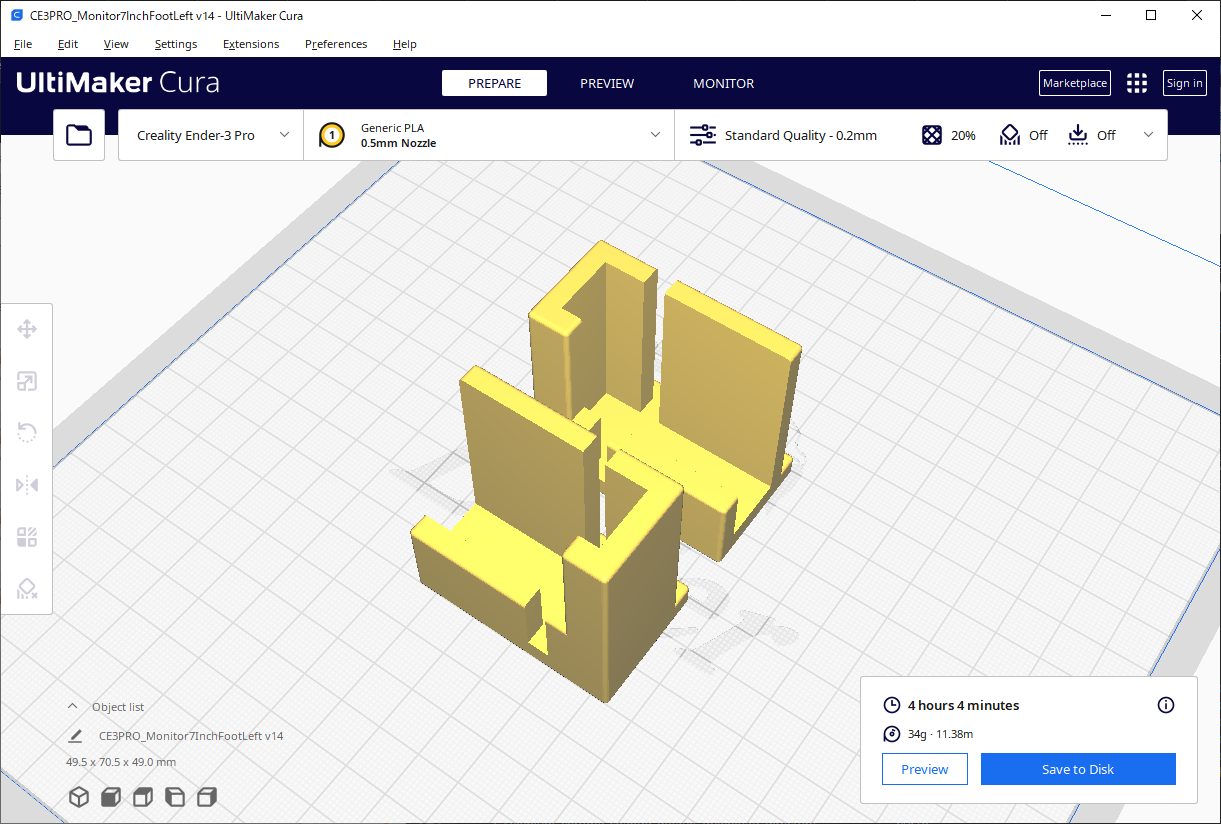 CE3PRO_Monitor7InchFootLeft v14 - UltiMaker Cura
File Edit View Settings Extensions Preferences Help
UltiMaker Cura PREPARE PREVIEW MONITOR Marketplace Sign in
Creality Ender-3 Pro
1 Generic PLA
0.5mm Nozzle
Standard Quality - 0.2mm 20% Off Off
Object list
CE3PRO_Monitor7InchFootLeft v14
49.5 x 70.5 x 49.0 mm
4 hours 4 minutes
34g · 11.38m
Preview Save to Disk